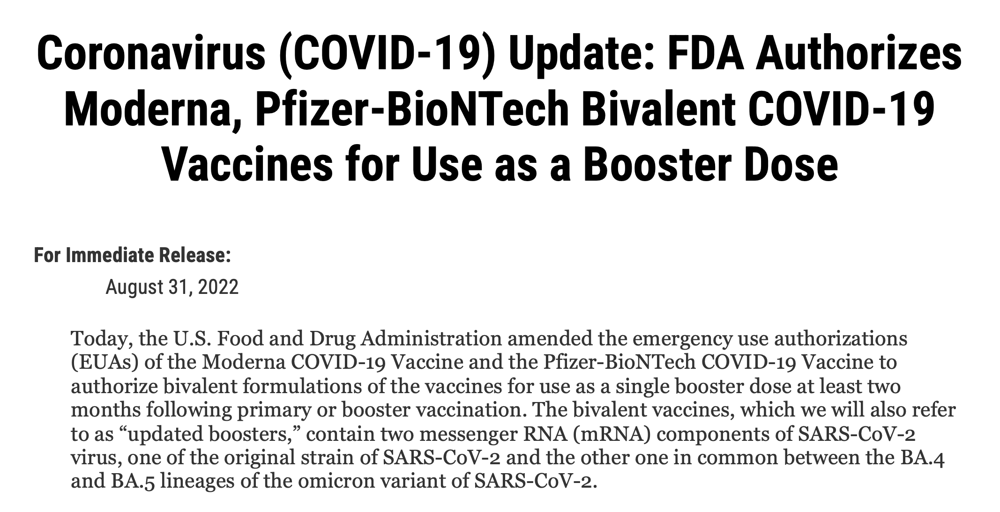 Coronavirus (COVID-19) Update: FDA Authorizes
Moderna, Pfizer-BioNTech Bivalent COVID-19
Vaccines for Use as a Booster Dose
For Immediate Release:
August 31, 2022
Today, the U.S. Food and Drug Administration amended the emergency use authorizations
(EUAs) of the Moderna COVID-19 Vaccine and the Pfizer-BioNTech COVID-19 Vaccine to
authorize bivalent formulations of the vaccines for use as a single booster dose at least two
months following primary or booster vaccination. The bivalent vaccines, which we will also refer
to as “updated boosters,” contain two messenger RNA (mRNA) components of SARS-CoV-2
virus, one of the original strain of SARS-CoV-2 and the other one in common between the BA.4
and BA.5 lineages of the omicron variant of SARS-CoV-2.